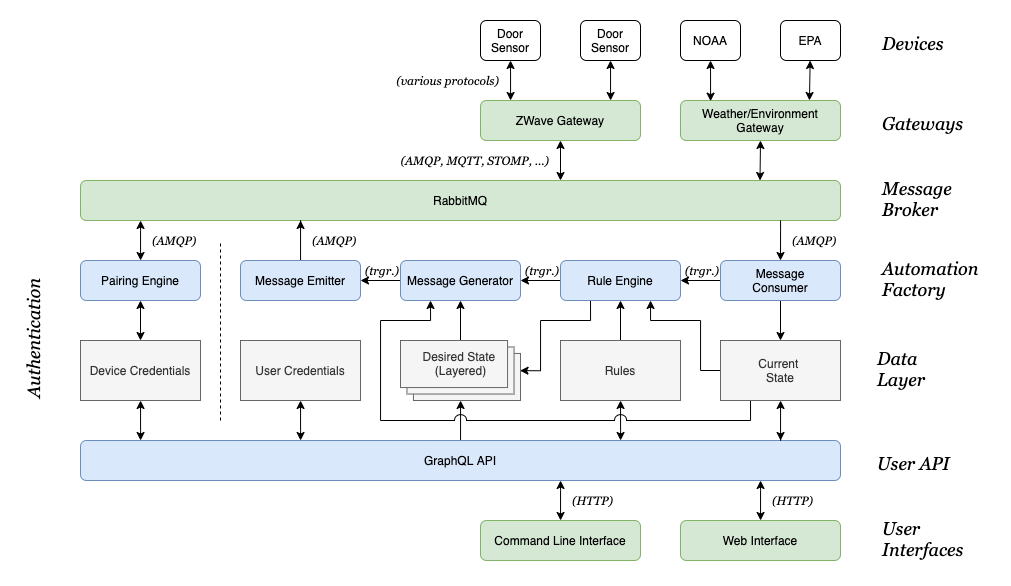 Door
Sensor
Door
Sensor
NOAA
EPA
Devices
(various protocols)
ZWave Gateway
Weather/Environment
Gateway
Gateways
(AMQP, MQTT, STOMP, ...)
RabbitMQ
Message
Broker
(AMQP)
(AMQP)
(AMQP)
Pairing Engine
Message Emitter
(trgr.)
Message Generator
(trgr.)
Rule Engine
(trgr.)
Message
Consumer
Automation
Factory
Authentication
Device Credentials
User Credentials
Desired State
(Layered)
Rules
Current
State
Data
Layer
GraphQL API
User API
(HTTP)
(HTTP)
Command Line Interface
Web Interface
User
Interfaces